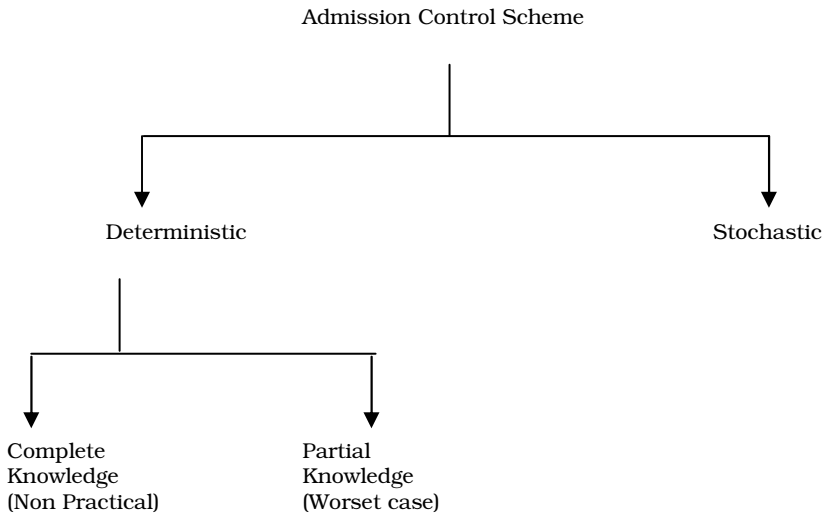 Admission Control Scheme
Deterministic
Stochastic
Complete
Knowledge
(Non Practical)
Partial
Knowledge
(Worset case)